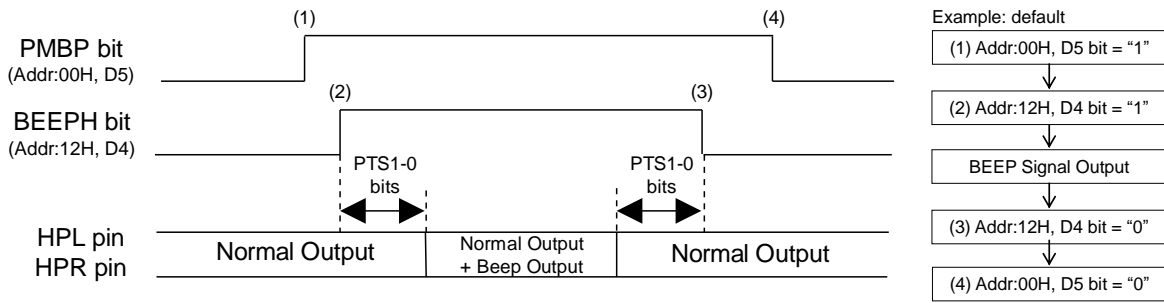 (1)
(4)
PMBP bit
(Addr:00H, D5)
(2)
(3)
BEEPH bit
(Addr:12H, D4)
PTS1-0
bits
PTS1-0
bits
HPL pin
HPR pin
Normal Output
Normal Output
+ Beep Output
Normal Output
Example: default
(1) Addr:00H, D5 bit = “1”
(2) Addr:12H, D4 bit = “1”
BEEP Signal Output
(3) Addr:12H, D4 bit = “0”
(4) Addr:00H, D5 bit = “0”